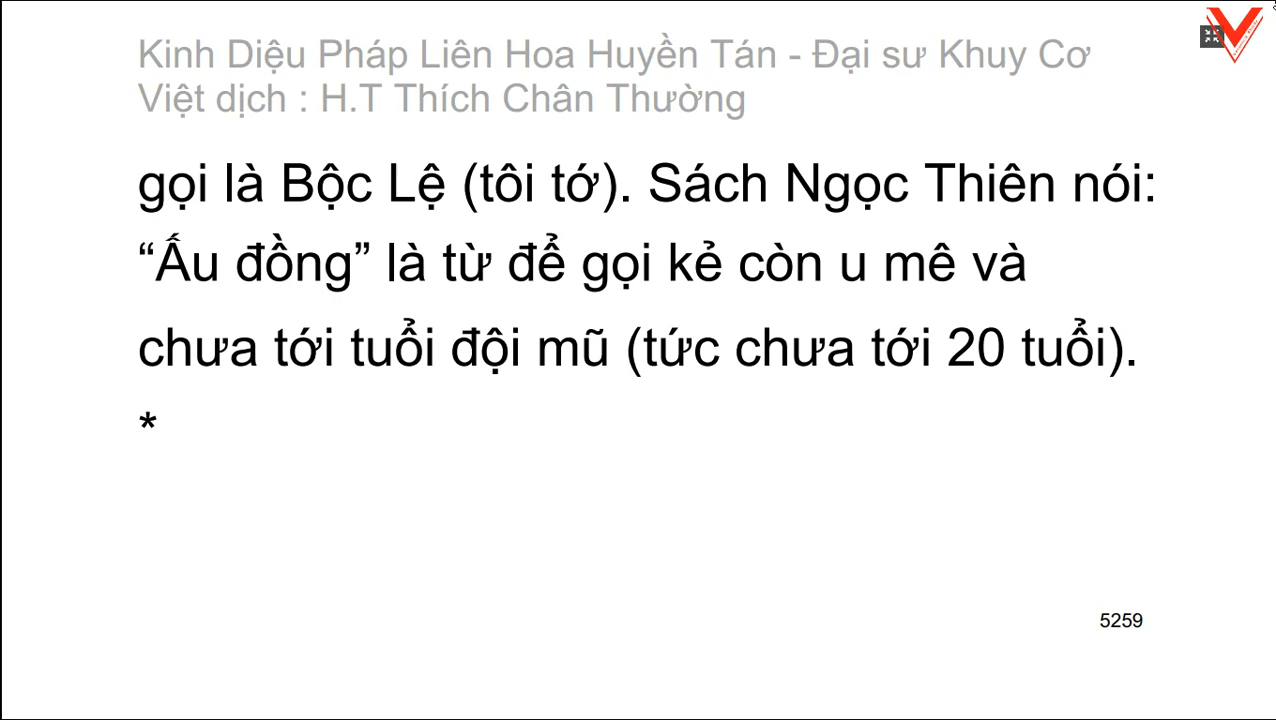 Kinh Diệu Pháp Liên Hoa Huyền Tán - Đại sư Khuy Cơ
Việt dịch : H.T Thích Chân Thường
gọi là Bộc Lệ (tôi tớ). Sách Ngọc Thiên nói:
“Ấu đồng” là từ để gọi kẻ còn u mê và
chưa tới tuổi đội mũ (tức chưa tới 20 tuổi).
*
5259